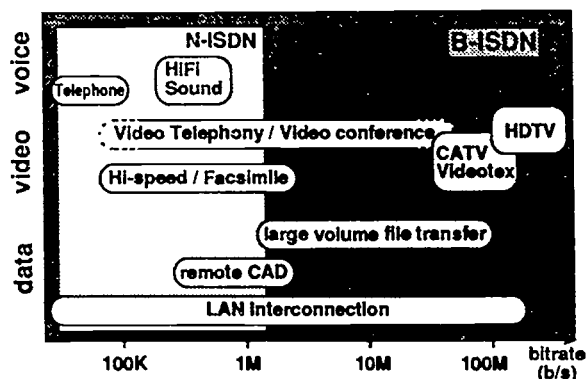 N-ISDN
B-ISDN
voice
Telephone
HiFi
Sound
video
Video Telephony / Video conference
HDTV
CATV
Videotex
Hi-speed / Facsimile
data
large volume file transfer
remote CAD
LAN interconnection
100K
1M
10M
100M
bitrate
(b/s)